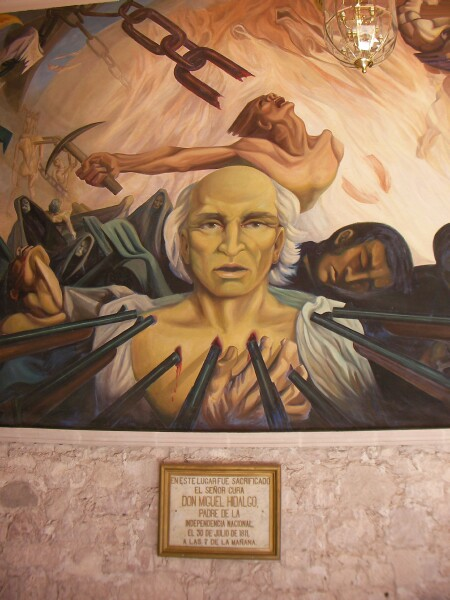 EN ESTE LUGAR FUE SACRIFICADO
EL SEÑOR CURA
DON MIGUEL HIDALGO,
PADRE DE LA
INDEPENDENCIA NACIONAL,
EL 30 DE JULIO DE 1811,
A LAS 7 DE LA MAÑANA.